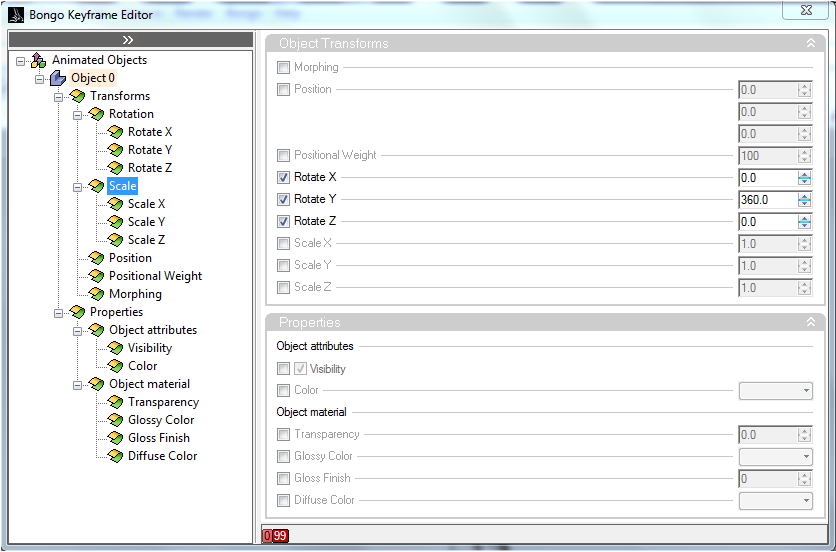 Bongo Keyframe Editor
Animated Objects
Object 0
Transforms
Rotation
Rotate X
Rotate Y
Rotate Z
Scale
Scale X
Scale Y
Scale Z
Position
Positional Weight
Morphing
Properties
Object attributes
Visibility
Color
Object material
Transparency
Glossy Color
Gloss Finish
Diffuse Color
Object Transforms
Morphing
Position 0.0
0.0
0.0
Positional Weight 100
Rotate X 0.0
Rotate Y 360.0
Rotate Z 0.0
Scale X 1.0
Scale Y 1.0
Scale Z 1.0
Properties
Object attributes
Visibility
Color
Object material
Transparency 0.0
Glossy Color
Gloss Finish 0
Diffuse Color
0 99